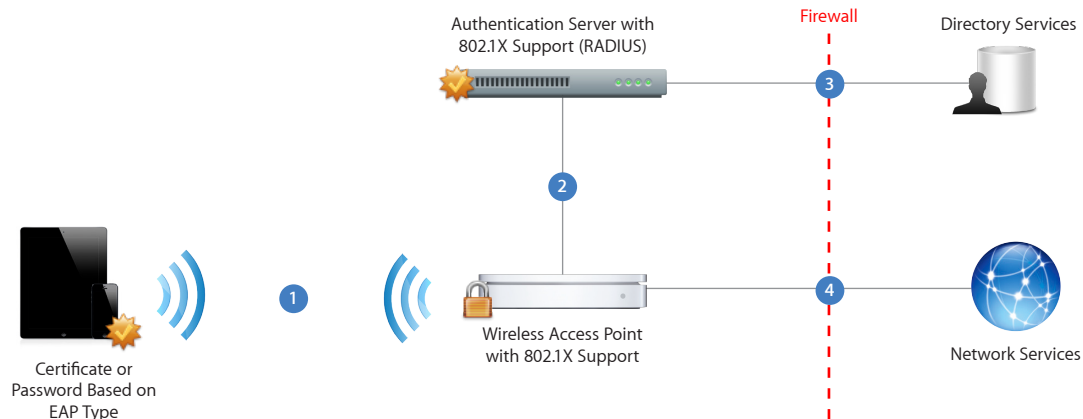 Authentication Server with
802.1X Support (RADIUS)
Firewall
Directory Services
3
2
1
4
Wireless Access Point
with 802.1X Support
Network Services
Certificate or
Password Based on
EAP Type